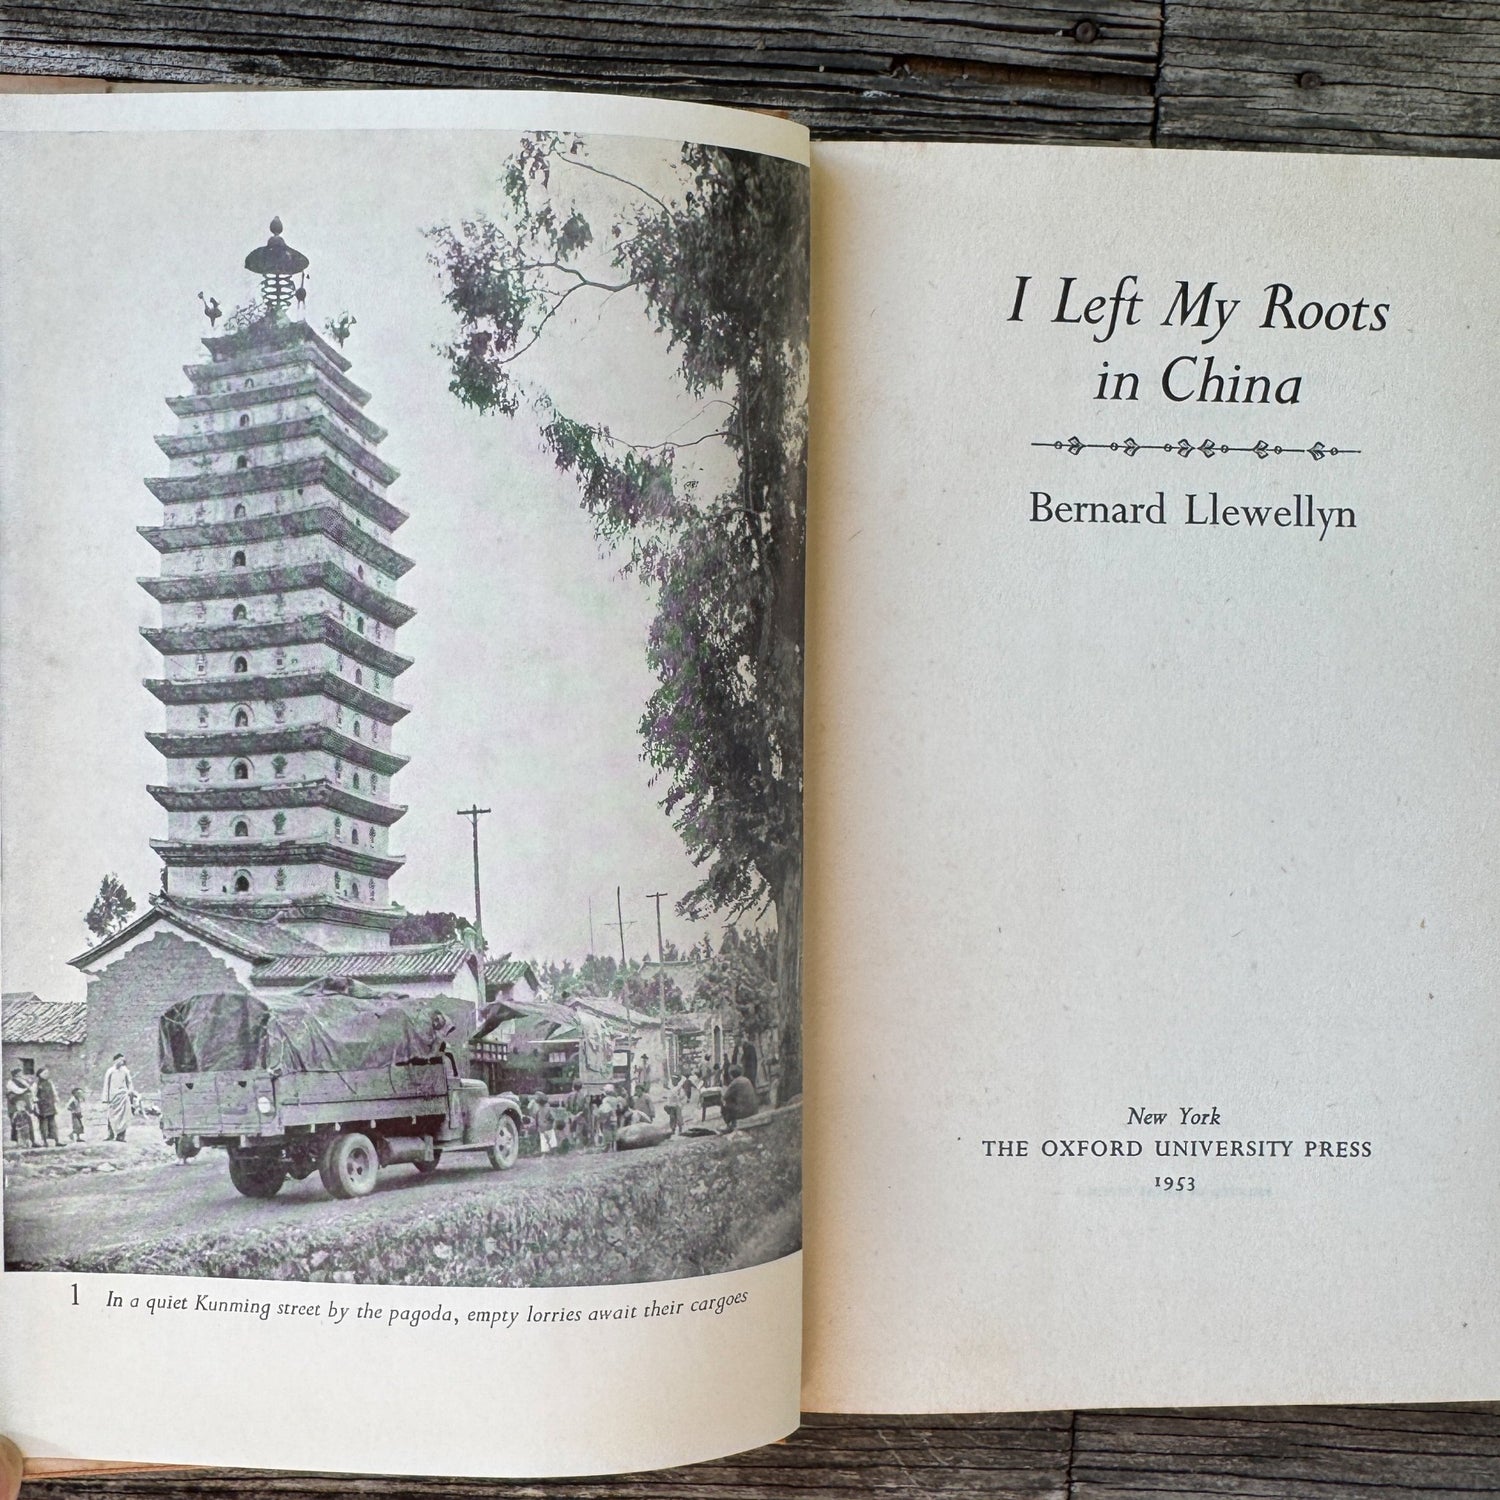 1 In a quiet Kunming street by the pagoda, empty lorries await their cargoes
I Left My Roots
in China
Bernard Llewellyn
New York
THE OXFORD UNIVERSITY PRESS
1953